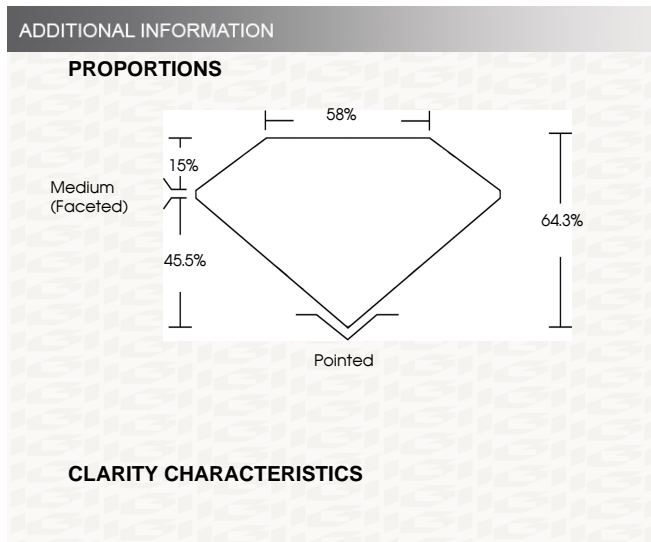 ADDITIONAL INFORMATION
PROPORTIONS
58%
15%
Medium
(Faceted)
64.3%
45.5%
Pointed
CLARITY CHARACTERISTICS